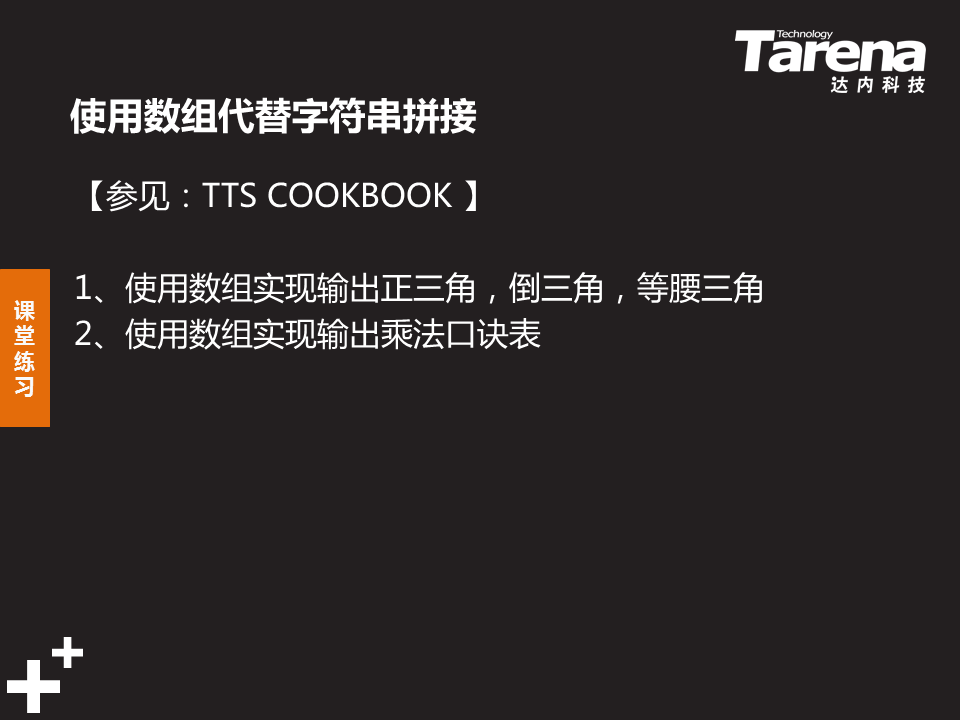 Technology
Tarena
达内科技
使用数组代替字符串拼接
【参见：TTS COOKBOOK 】
1、使用数组实现输出正三角，倒三角，等腰三角
2、使用数组实现输出乘法口诀表
课
堂
练
习